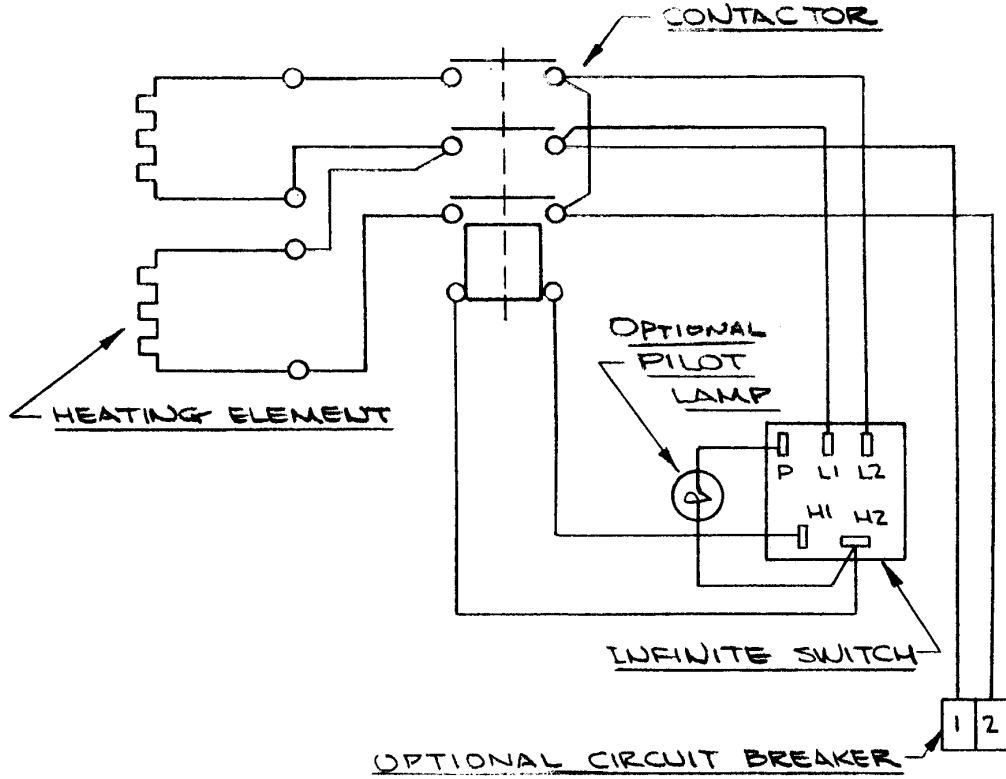 CONTACTOR
OPTIONAL
PILOT
LAMP
HEATING ELEMENT
P L1 L2
H1 H2
INFINITE SWITCH
1 2
OPTIONAL CIRCUIT BREAKER